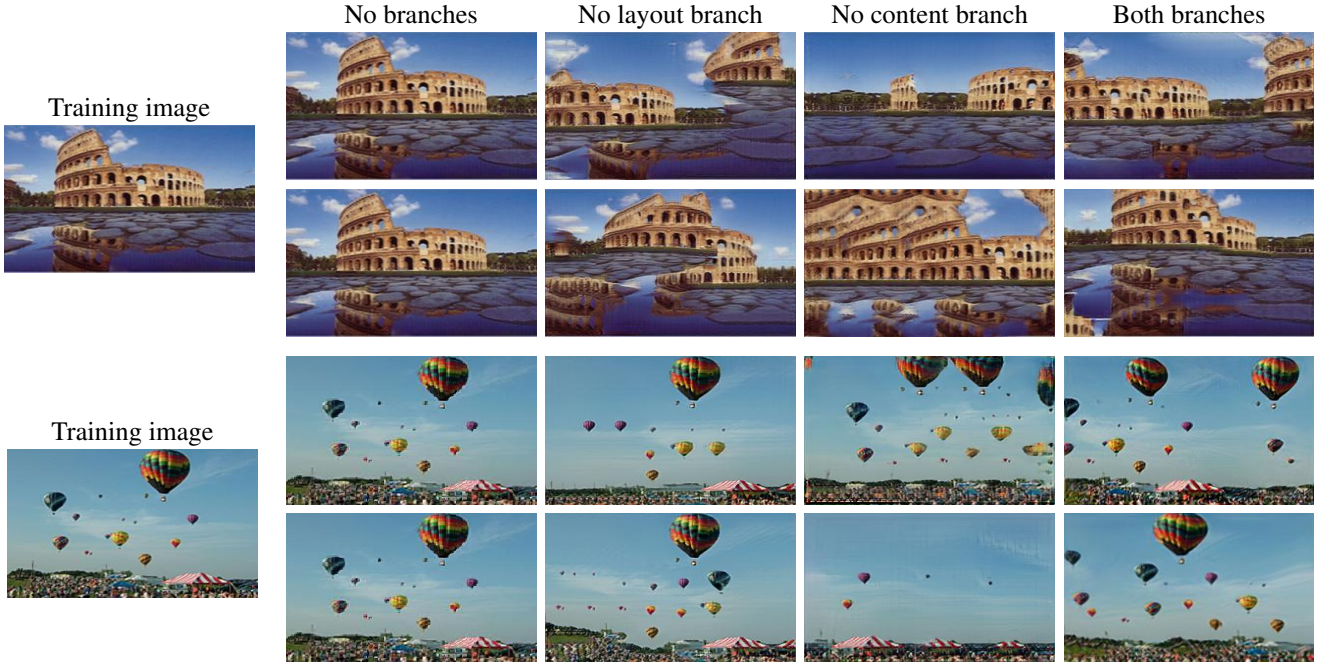 No branches
No layout branch
No content branch
Both branches
Training image
Training image